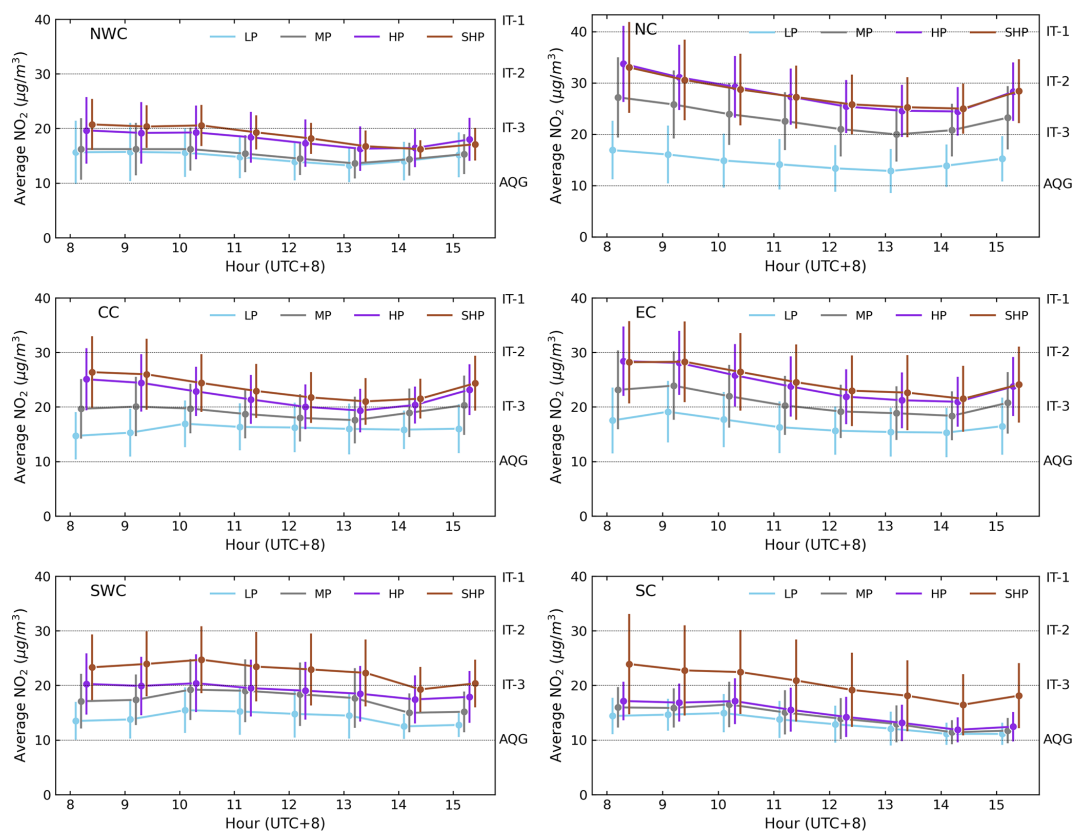 NWC
LP MP HP SHP
Average NO2 (μg/m3)
40
30
20
10
0
IT-1
IT-2
IT-3
AQG
8 9 10 11 12 13 14 15
Hour (UTC+8)
NC
LP MP HP SHP
Average NO2 (μg/m3)
40
30
20
10
0
IT-1
IT-2
IT-3
AQG
8 9 10 11 12 13 14 15
Hour (UTC+8)
CC
LP MP HP SHP
Average NO2 (μg/m3)
40
30
20
10
0
IT-1
IT-2
IT-3
AQG
8 9 10 11 12 13 14 15
Hour (UTC+8)
EC
LP MP HP SHP
Average NO2 (μg/m3)
40
30
20
10
0
IT-1
IT-2
IT-3
AQG
8 9 10 11 12 13 14 15
Hour (UTC+8)
SWC
LP MP HP SHP
Average NO2 (μg/m3)
40
30
20
10
0
IT-1
IT-2
IT-3
AQG
8 9 10 11 12 13 14 15
Hour (UTC+8)
SC
LP MP HP SHP
Average NO2 (μg/m3)
40
30
20
10
0
IT-1
IT-2
IT-3
AQG
8 9 10 11 12 13 14 15
Hour (UTC+8)